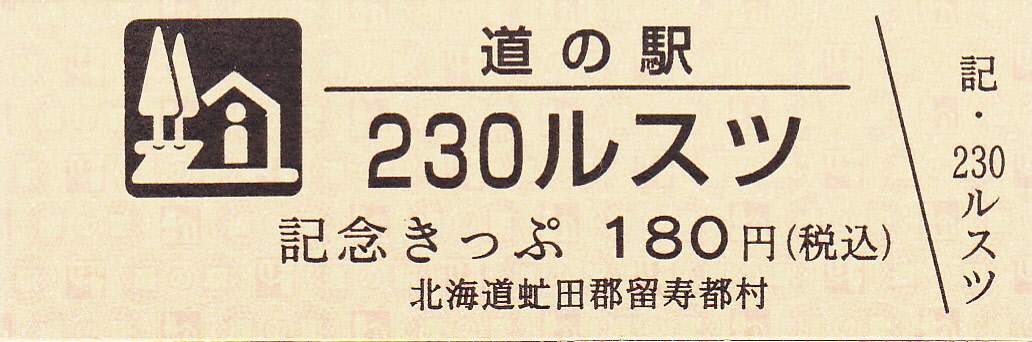 道の駅
230ルスツ
記念きっぷ 180円(税込)
北海道虻田郡留寿都村
記・230ルスツ